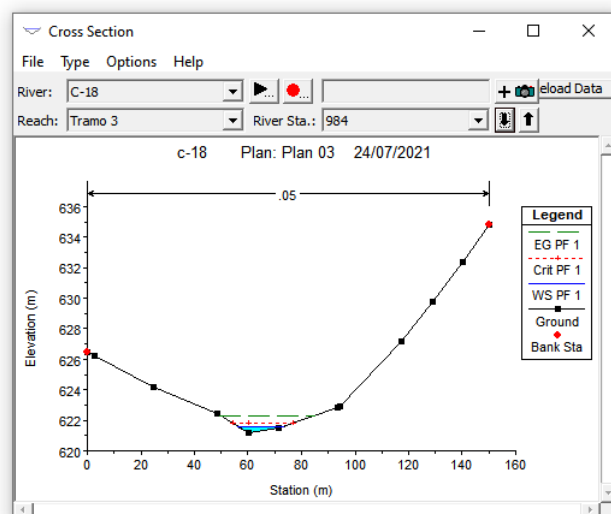 Cross Section
File Type Options Help
River: C-18 ... ... + eload Data
Reach: Tramo 3 River Sta.: 984
c-18 Plan: Plan 03 24/07/2021
.05
636
634
632
630
628
626
624
622
620
Elevation (m)
0 20 40 60 80 100 120 140 160
Station (m)
Legend
EG PF 1
Crit PF 1
WS PF 1
Ground
Bank Sta